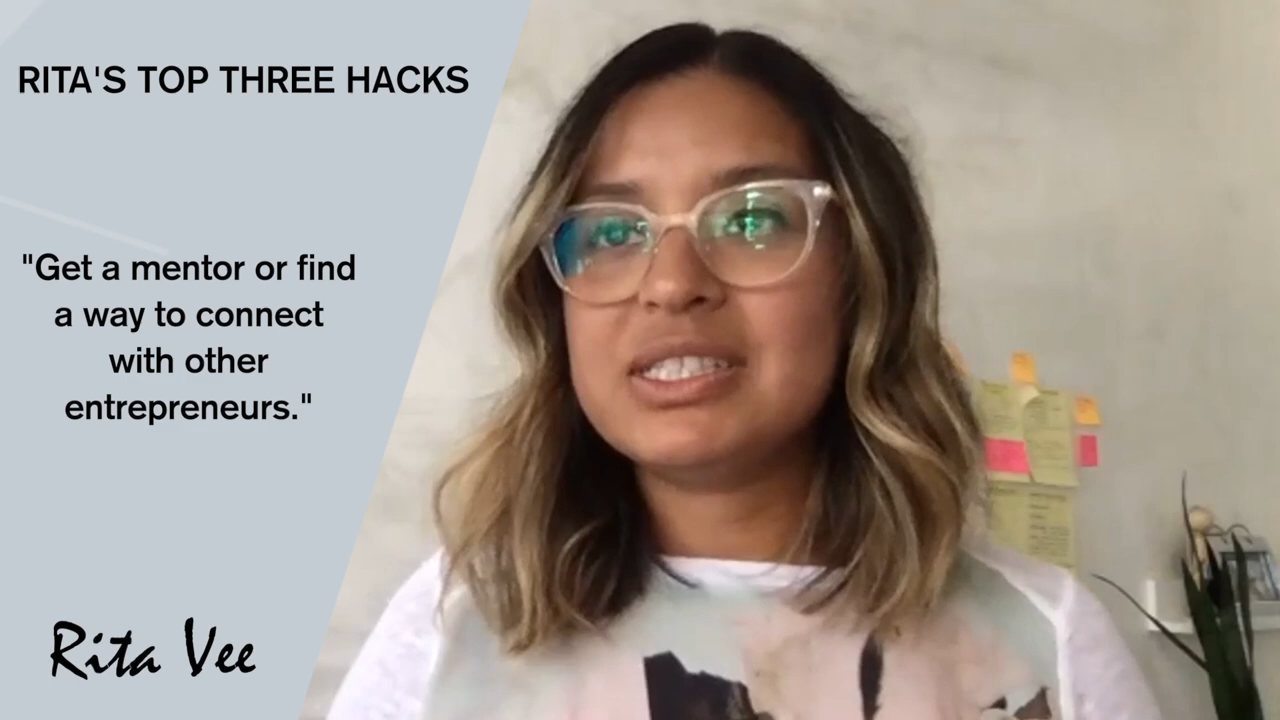 RITA'S TOP THREE HACKS
"Get a mentor or find
a way to connect
with other
entrepreneurs."
Rita Vee